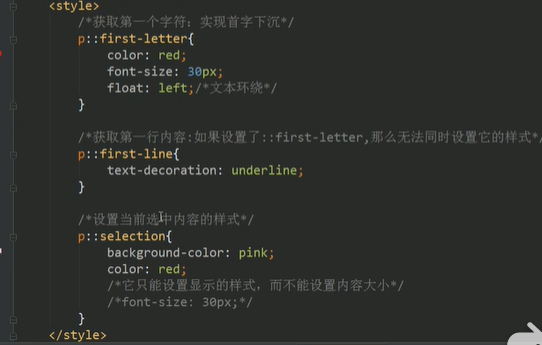 <style>
/*获取第一个字符：实现首字下沉*/
p::first-letter{
color: red;
font-size: 30px;
float: left;/*文本环绕*/
}
/*获取第一行内容:如果设置了::first-letter,那么无法同时设置它的样式*/
p::first-line{
text-decoration: underline;
}
/*设置当前选中内容的样式*/
p::selection{
background-color: pink;
color: red;
/*它只能设置显示的样式，而不能设置内容大小*/
/*font-size: 30px;*/
}
</style>